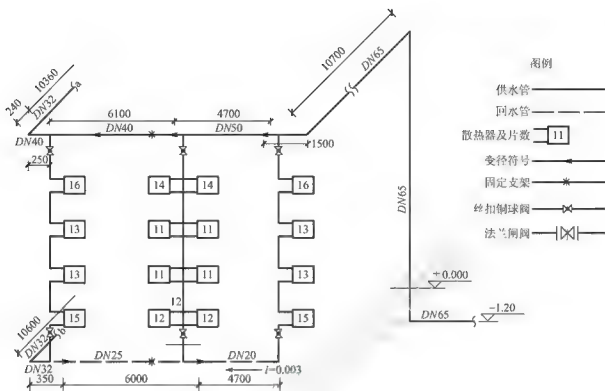 10700
DN65
10360
240
DN32
a
6100
4700
DN40
DN50
DN40
1500
250
16
14
14
16
13
11
11
13
13
11
11
13
12
15
12
12
15
DN65
10600
DN32
b
DN25
DN20
DN32
i=0.003
350
6000
4700
±0.000
-1.20
DN65
图例
供水管
回水管
散热器及片数
11
变径符号
固定支架
丝扣铜球阀
法兰闸阀